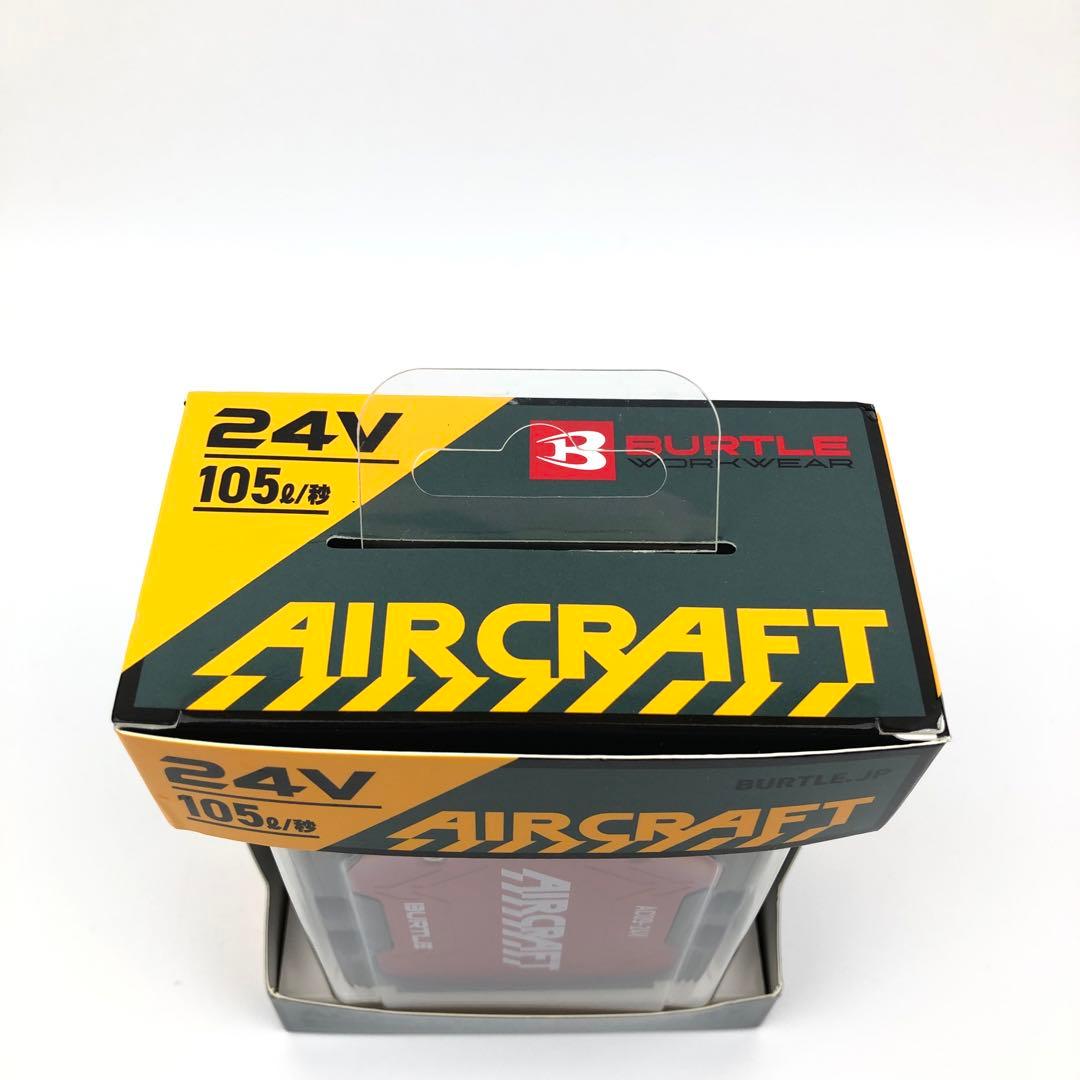 24V
105ℓ/秒
B BURTLE
WORKWEAR
AIRCRAFT
24V
105ℓ/秒
BURTLE.JP
AIRCRAFT
AIRCRAFT
BURTLE